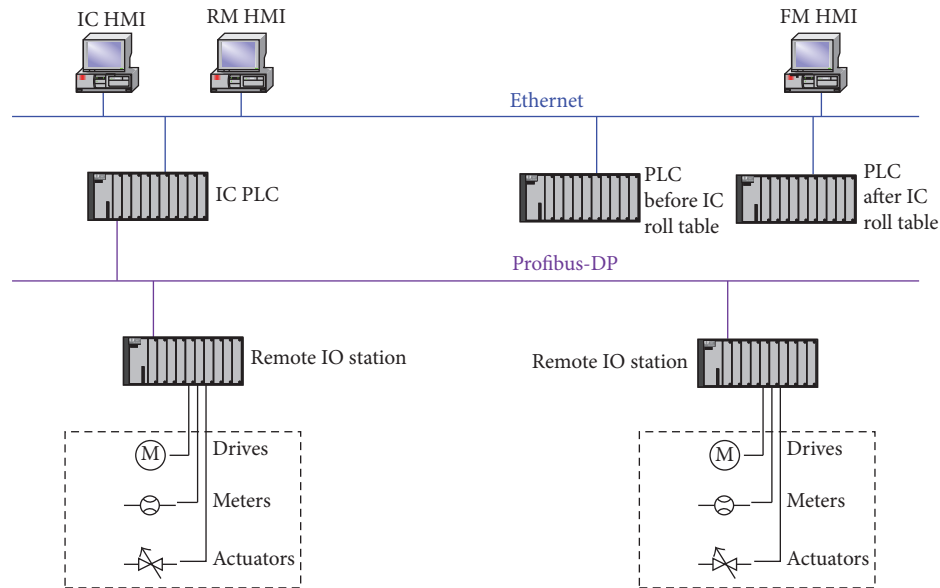 IC HMI
RM HMI
FM HMI
Ethernet
IC PLC
PLC
before IC
roll table
PLC
after IC
roll table
Profibus-DP
Remote IO station
Remote IO station
M
Drives
Meters
Actuators
M
Drives
Meters
Actuators